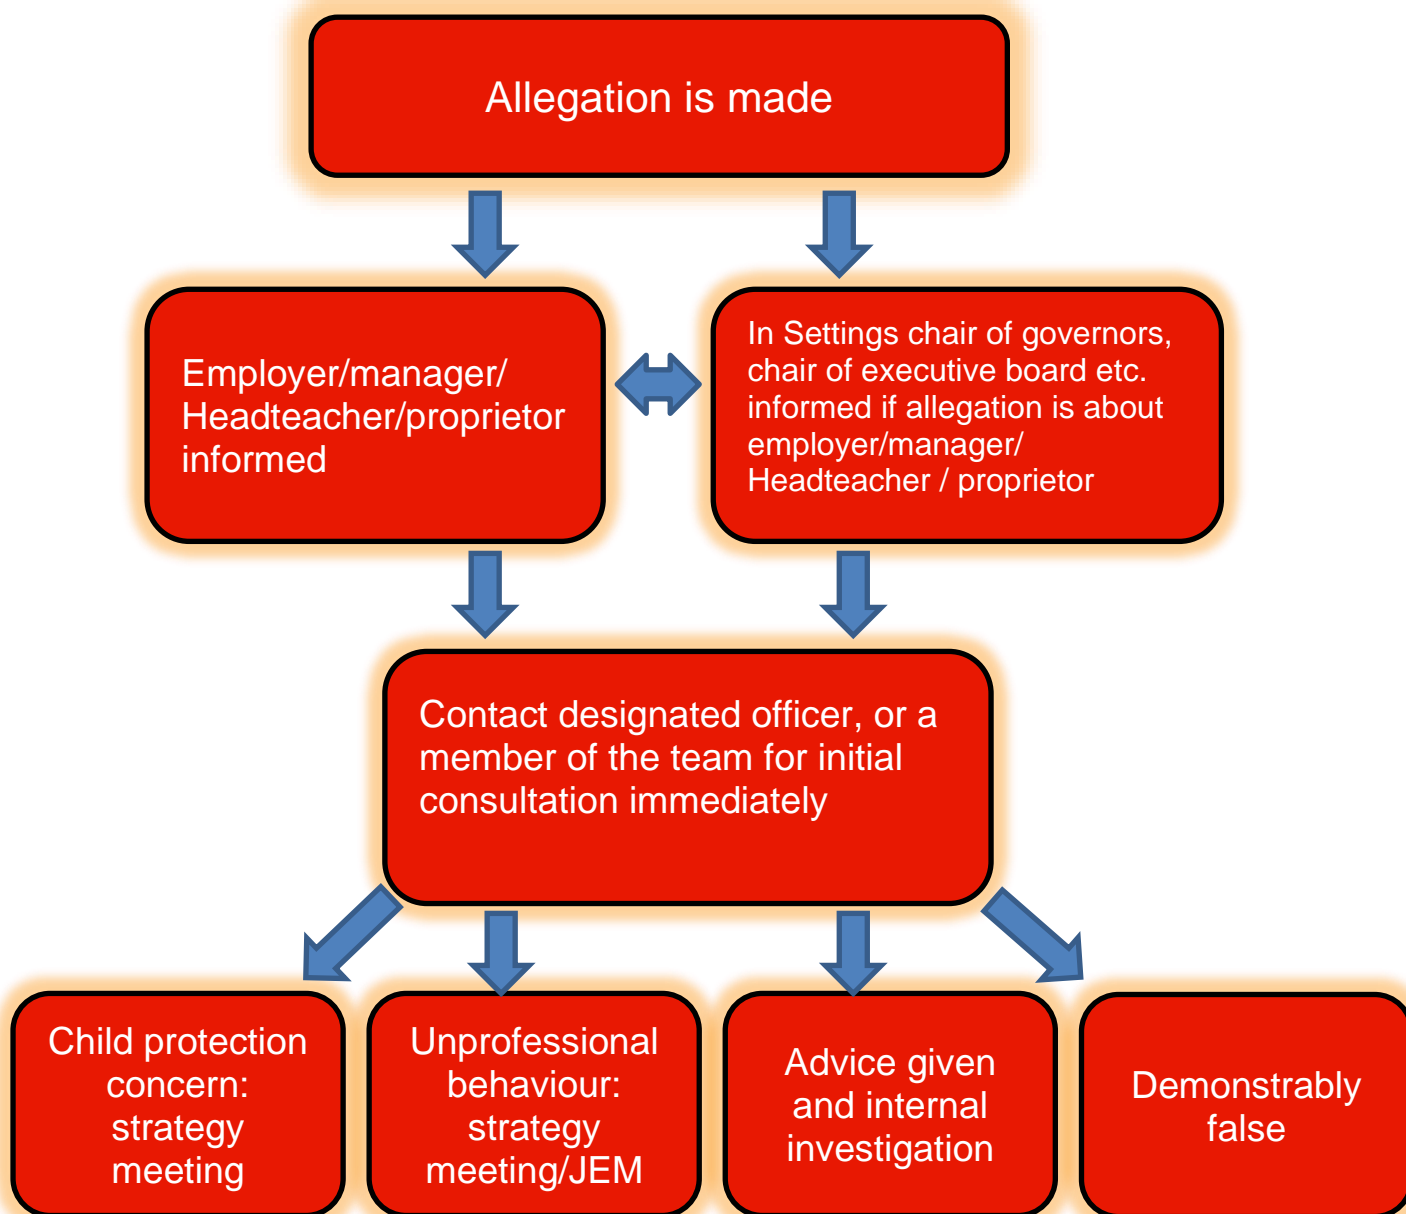 Allegation is made
Employer/manager/
Headteacher/proprietor
informed
In Settings chair of governors,
chair of executive board etc.
informed if allegation is about
employer/manager/
Headteacher / proprietor
Contact designated officer, or a
member of the team for initial
consultation immediately
Child protection
concern:
strategy
meeting
Unprofessional
behaviour:
strategy
meeting/JEM
Advice given
and internal
investigation
Demonstrably
false